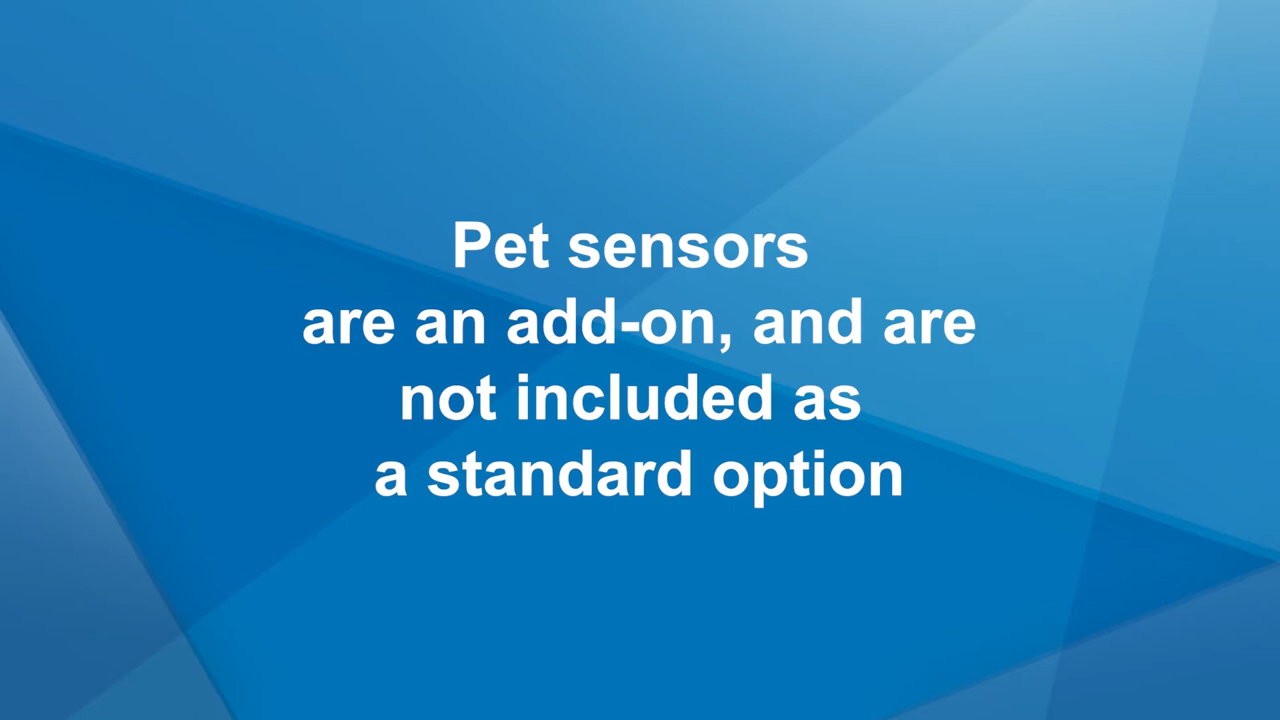 Pet sensors
are an add-on, and are
not included as
a standard option